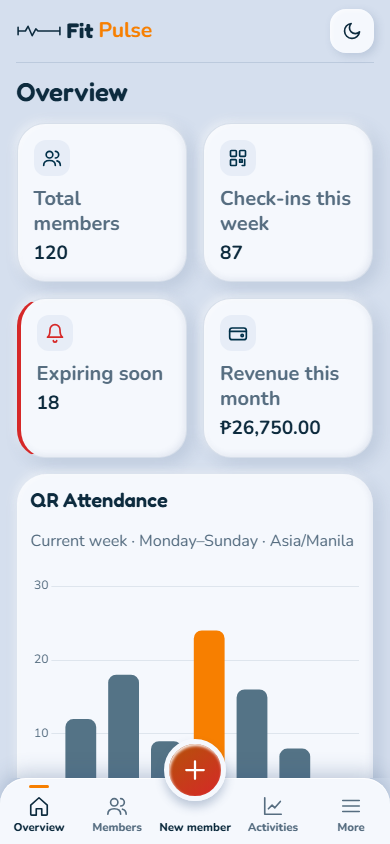 Fit Pulse
Overview
Total
members
120
Check-ins this
week
87
Expiring soon
18
Revenue this
month
₱26,750.00
QR Attendance
Current week · Monday–Sunday · Asia/Manila
30
20
10
Overview
Members
New member
Activities
More